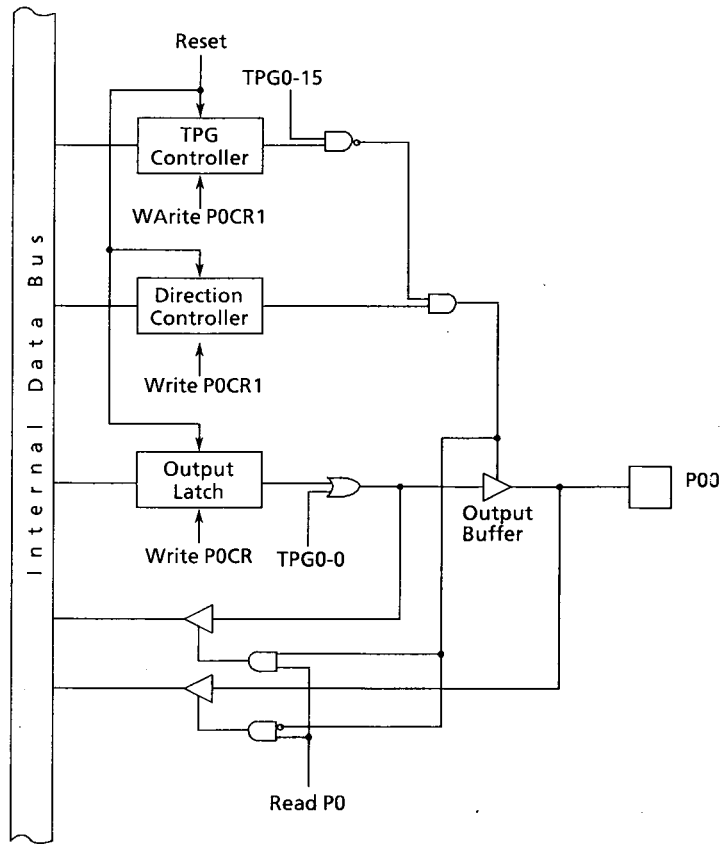 Reset
TPG0-15
TPG
Controller
WArite P0CR1
Direction
Controller
Write P0CR1
Internal Data Bus
Output
Latch
P00
Output
Buffer
Write P0CR
TPG0-0
Read P0